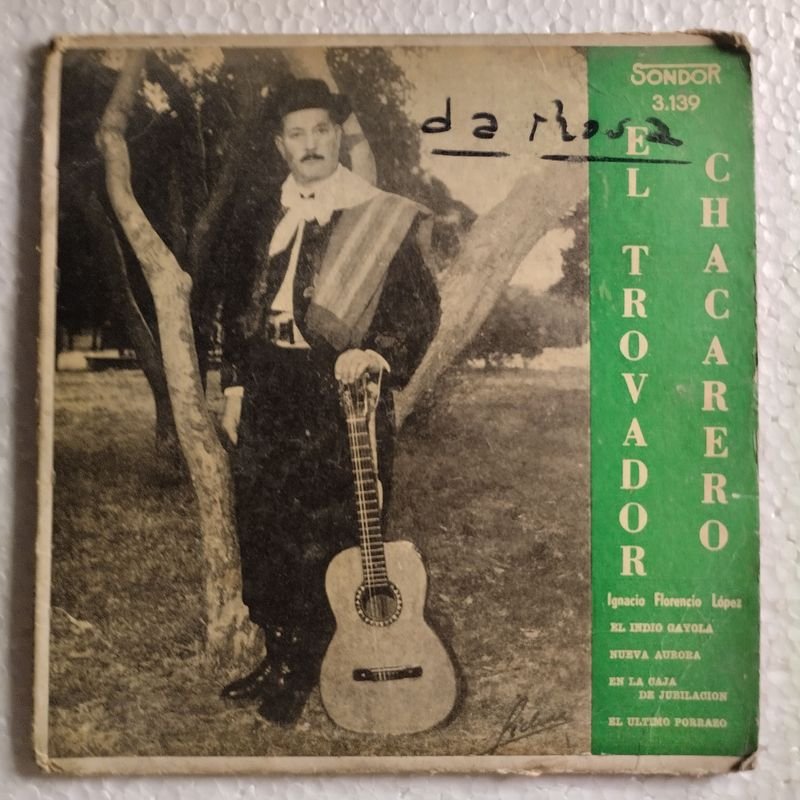 SONDOR
3.139
da Rosa
EL TROVADOR
CHACARERO
Ignacio Florencio López
EL INDIO GAYOLA
NUEVA AURORA
EN LA CAJA
DE JUBILACION
EL ULTIMO PORRAZO